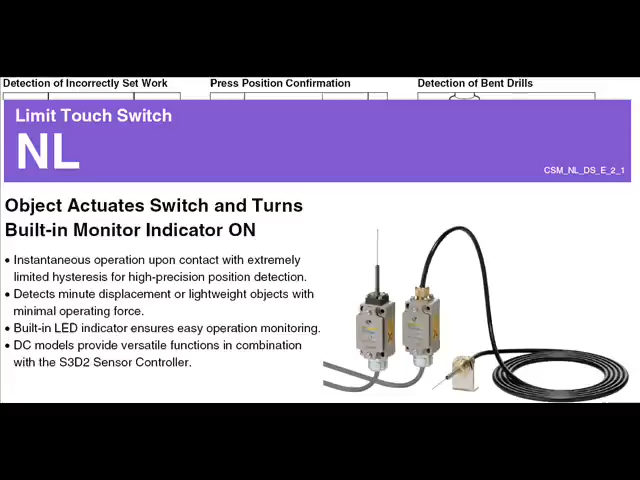 Detection of Incorrectly Set Work
Press Position Confirmation
Detection of Bent Drills
Limit Touch Switch
NL
CSM_NL_DS_E_2_1
Object Actuates Switch and Turns
Built-in Monitor Indicator ON
• Instantaneous operation upon contact with extremely
limited hysteresis for high-precision position detection.
• Detects minute displacement or lightweight objects with
minimal operating force.
• Built-in LED indicator ensures easy operation monitoring.
• DC models provide versatile functions in combination
with the S3D2 Sensor Controller.